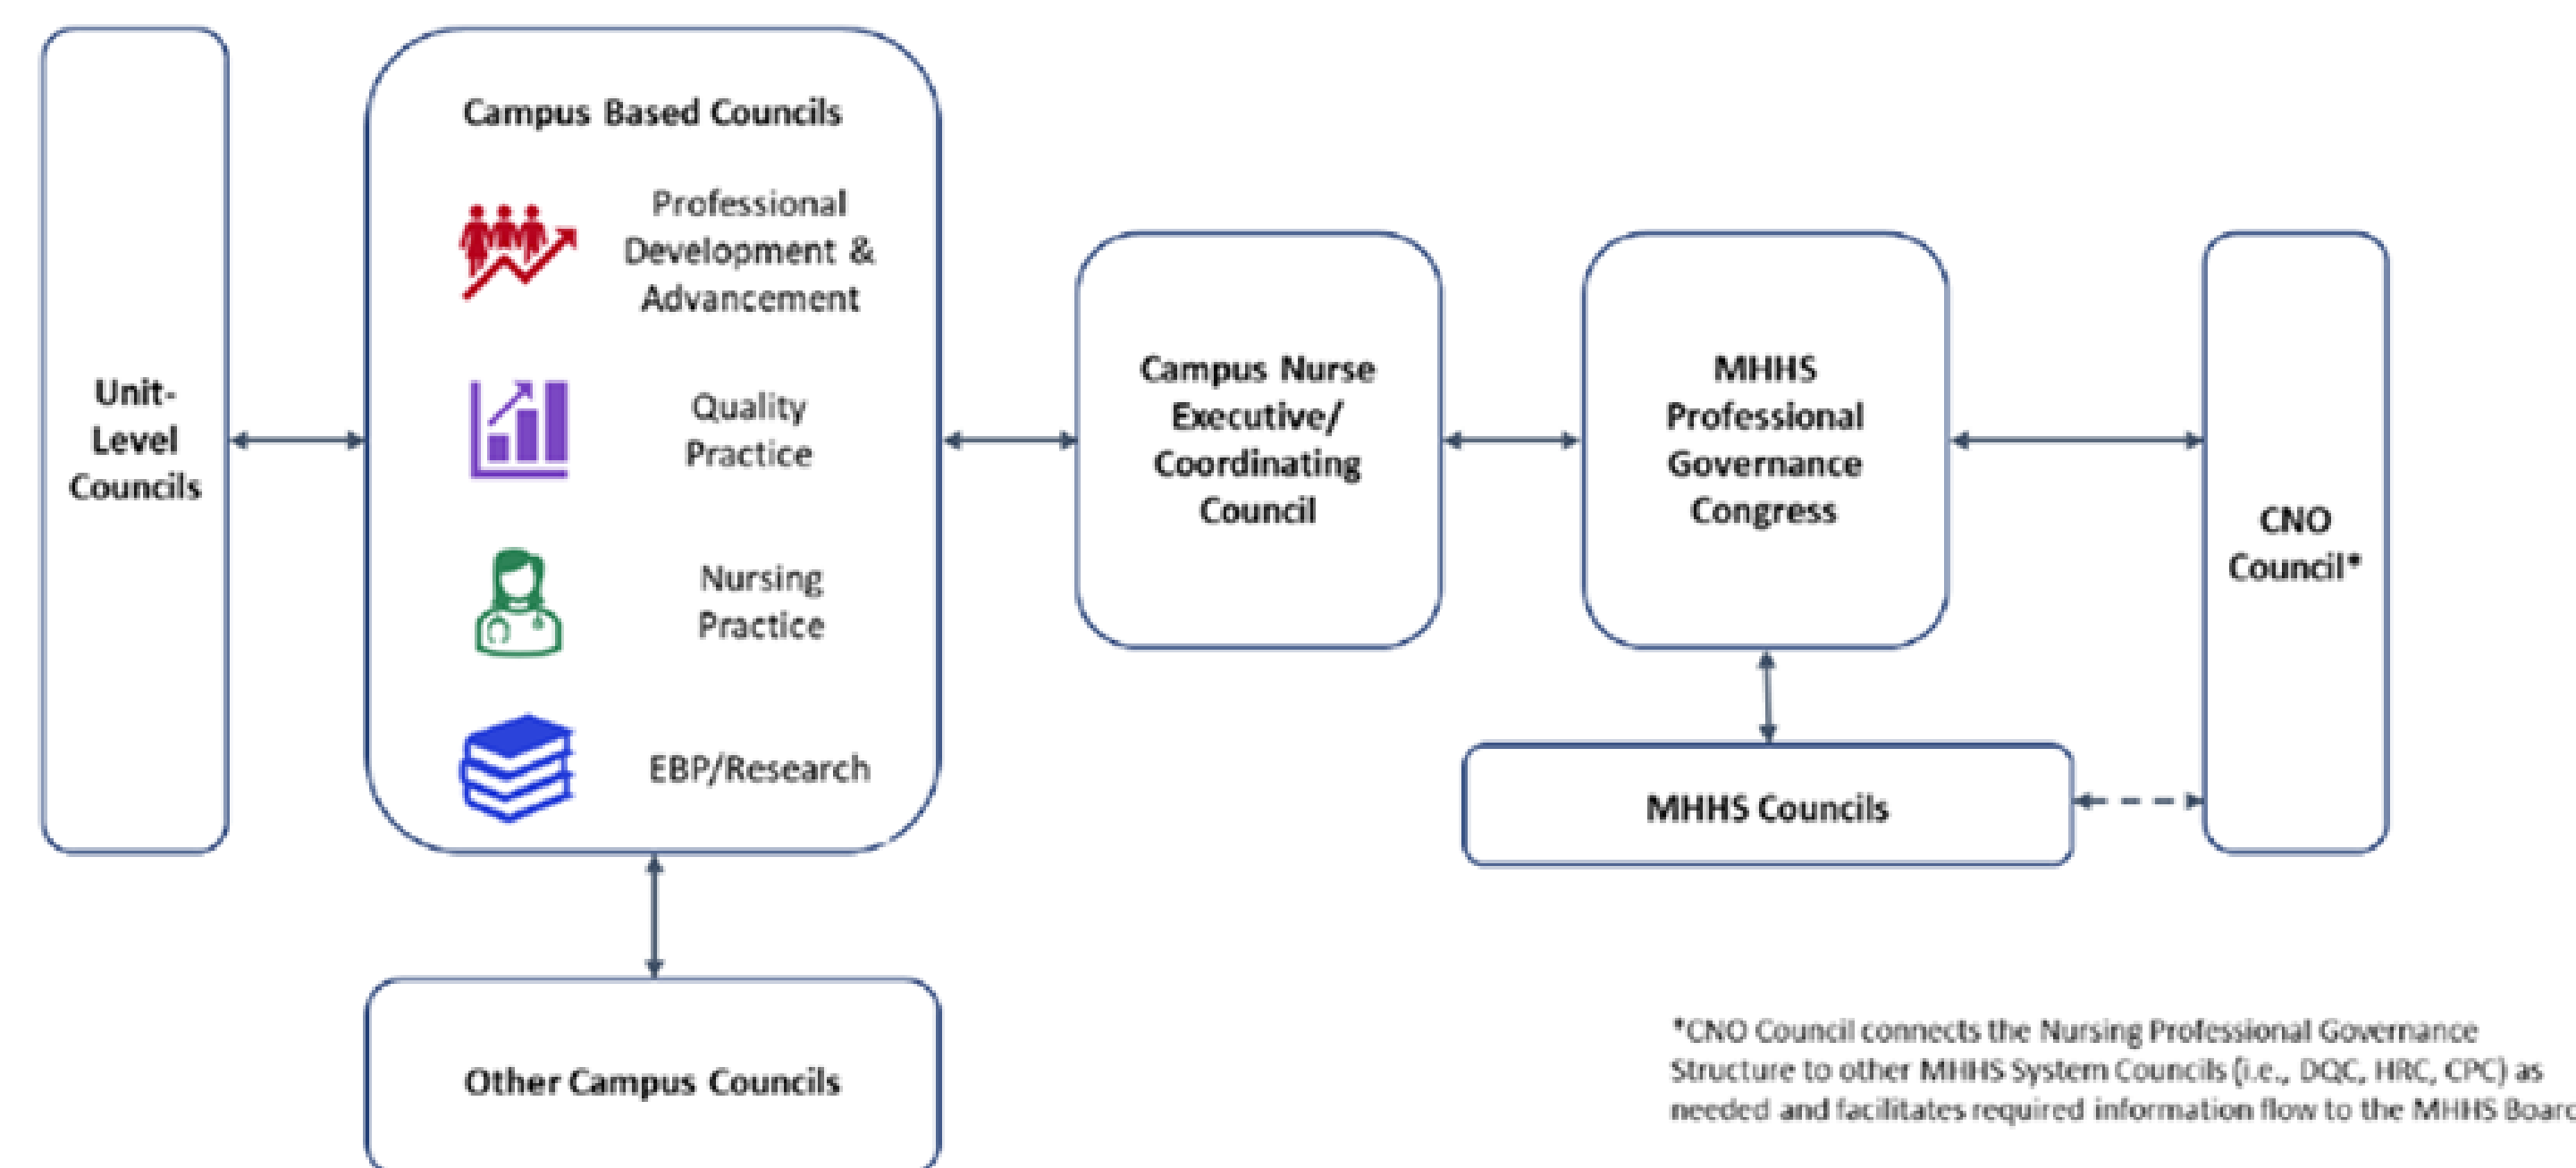 Unit-
Level
Councils
Campus Based Councils
Professional
Development &
Advancement
Quality
Practice
Nursing
Practice
EBP/Research
Other Campus Councils
Campus Nurse
Executive/
Coordinating
Council
MHHS
Professional
Governance
Congress
MHHS Councils
CNO
Council*
*CNO Council connects the Nursing Professional Governance
Structure to other MHHS System Councils (i.e., DQC, HRC, CPC) as
needed and facilitates required information flow to the MHHS Board